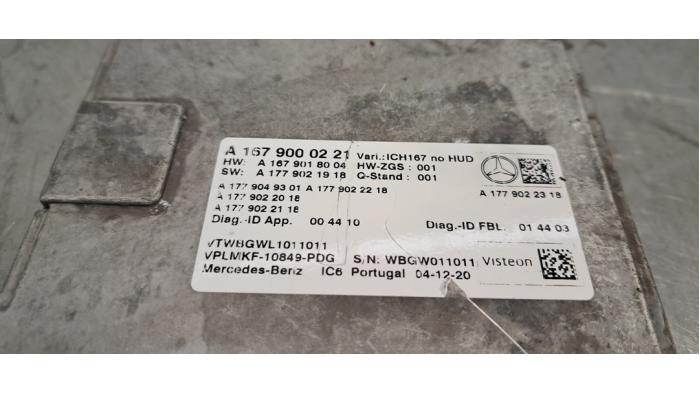 A 167 900 02 21 Vari.:ICH167 no HUD
HW: A 167 901 80 04 HW-ZGS : 001
SW: A 177 902 19 18 Q-Stand : 001
A 177 904 93 01 A 177 902 22 18 A 177 902 23 18
A 177 902 20 18
A 177 902 21 18
Diag.-ID App. 00 44 10 Diag.-ID FBL. 01 44 03
VTWBGWL1011011
VPLMKF-10849-PDG S/N: WBGW011011 Visteon
Mercedes-Benz IC6 Portugal 04-12-20